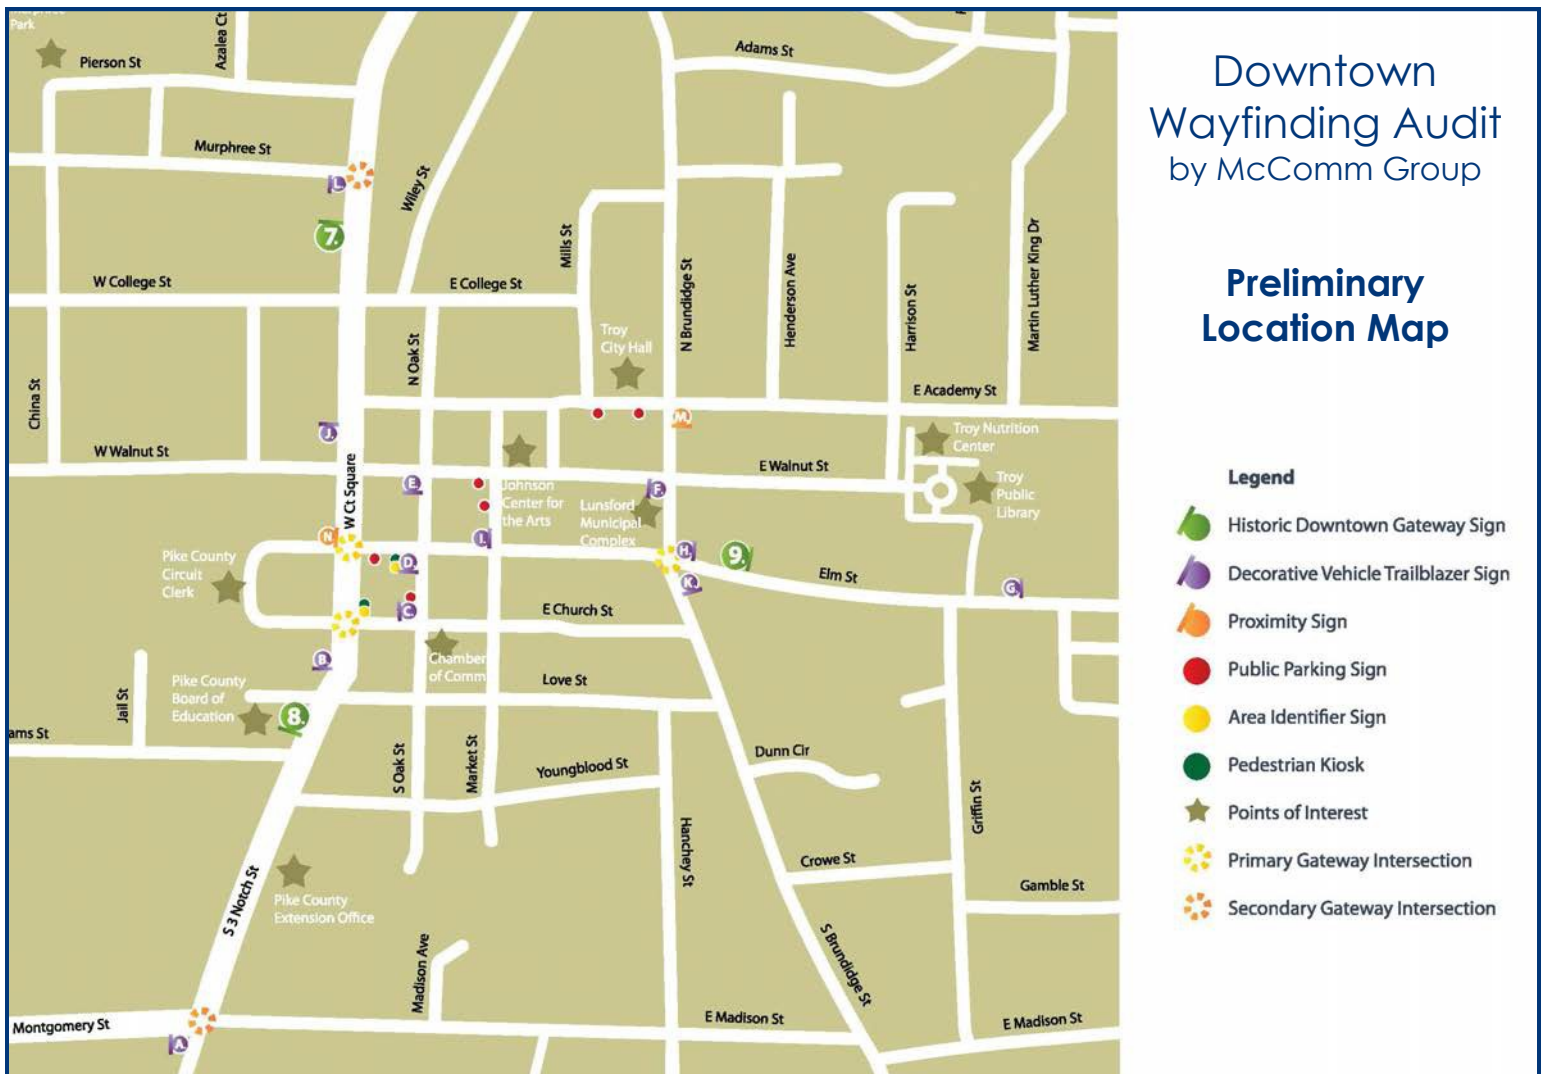 Downtown
Wayfinding Audit
by McComm Group
Preliminary
Location Map
Legend
Historic Downtown Gateway Sign
Decorative Vehicle Trailblazer Sign
Proximity Sign
Public Parking Sign
Area Identifier Sign
Pedestrian Kiosk
Points of Interest
Primary Gateway Intersection
Secondary Gateway Intersection
Park
Pierson St
Azalea Ct
Adams St
Murphree St
L.
Wiley St
7.
Mills St
N Brundidge St
Henderson Ave
Harrison St
Martin Luther King Dr
W College St
E College St
Troy
City Hall
N Oak St
China St
E Academy St
M.
J.
Troy Nutrition
Center
W Walnut St
E Walnut St
W Ct Square
E.
Johnson
Center for
the Arts
F.
Lunsford
Municipal
Complex
Troy
Public
Library
N.
I.
H.
9.
Pike County
Circuit
Clerk
D.
K.
Elm St
G.
C.
E Church St
B.
Chamber
of Comm
Pike County
Board of
Education
Love St
Jail St
8.
ams St
S Oak St
Market St
Youngblood St
Dunn Cir
Griffin St
Hanchey St
Crowe St
Gamble St
S 3 Notch St
Pike County
Extension Office
Madison Ave
S Brundidge St
Montgomery St
E Madison St
E Madison St
A.